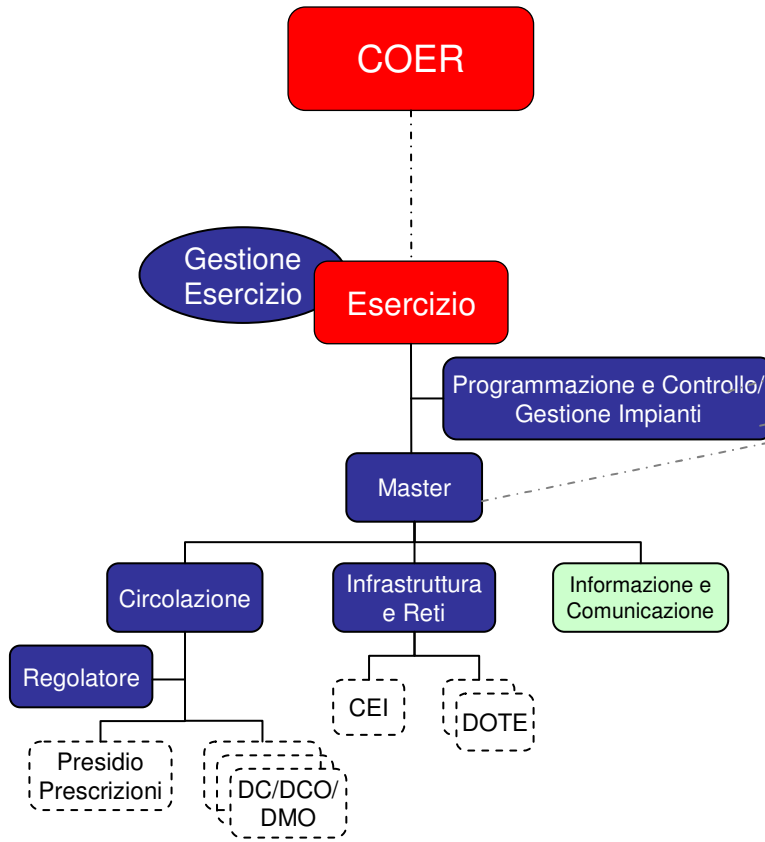 COER
Gestione
Esercizio
Esercizio
Programmazione e Controllo/
Gestione Impianti
Master
Circolazione
Infrastruttura
e Reti
Informazione e
Comunicazione
Regolatore
CEI
DOTE
Presidio
Prescrizioni
DC/DCO/
DMO